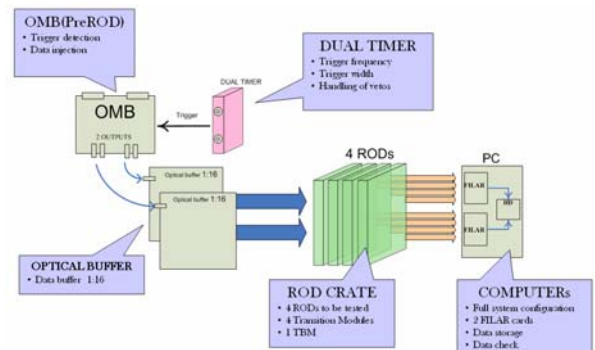 OMB(PreROD)
• Trigger detection
• Data injection
DUAL TIMER
• Trigger frequency
• Trigger width
• Handling of vetos
DUAL TIMER
OMB
Trigger
2 OUTPUTS
4 RODs
PC
Optical buffer 1:16
Optical buffer 1:16
FILAR
FILAR
OPTICAL BUFFER
• Data buffer 1:16
ROD CRATE
• 4 RODs to be tested
• 4 Transition Modules
• 1 TBM
COMPUTERs
• Full system configuration
• 2 FILAR cards
• Data storage
• Data check